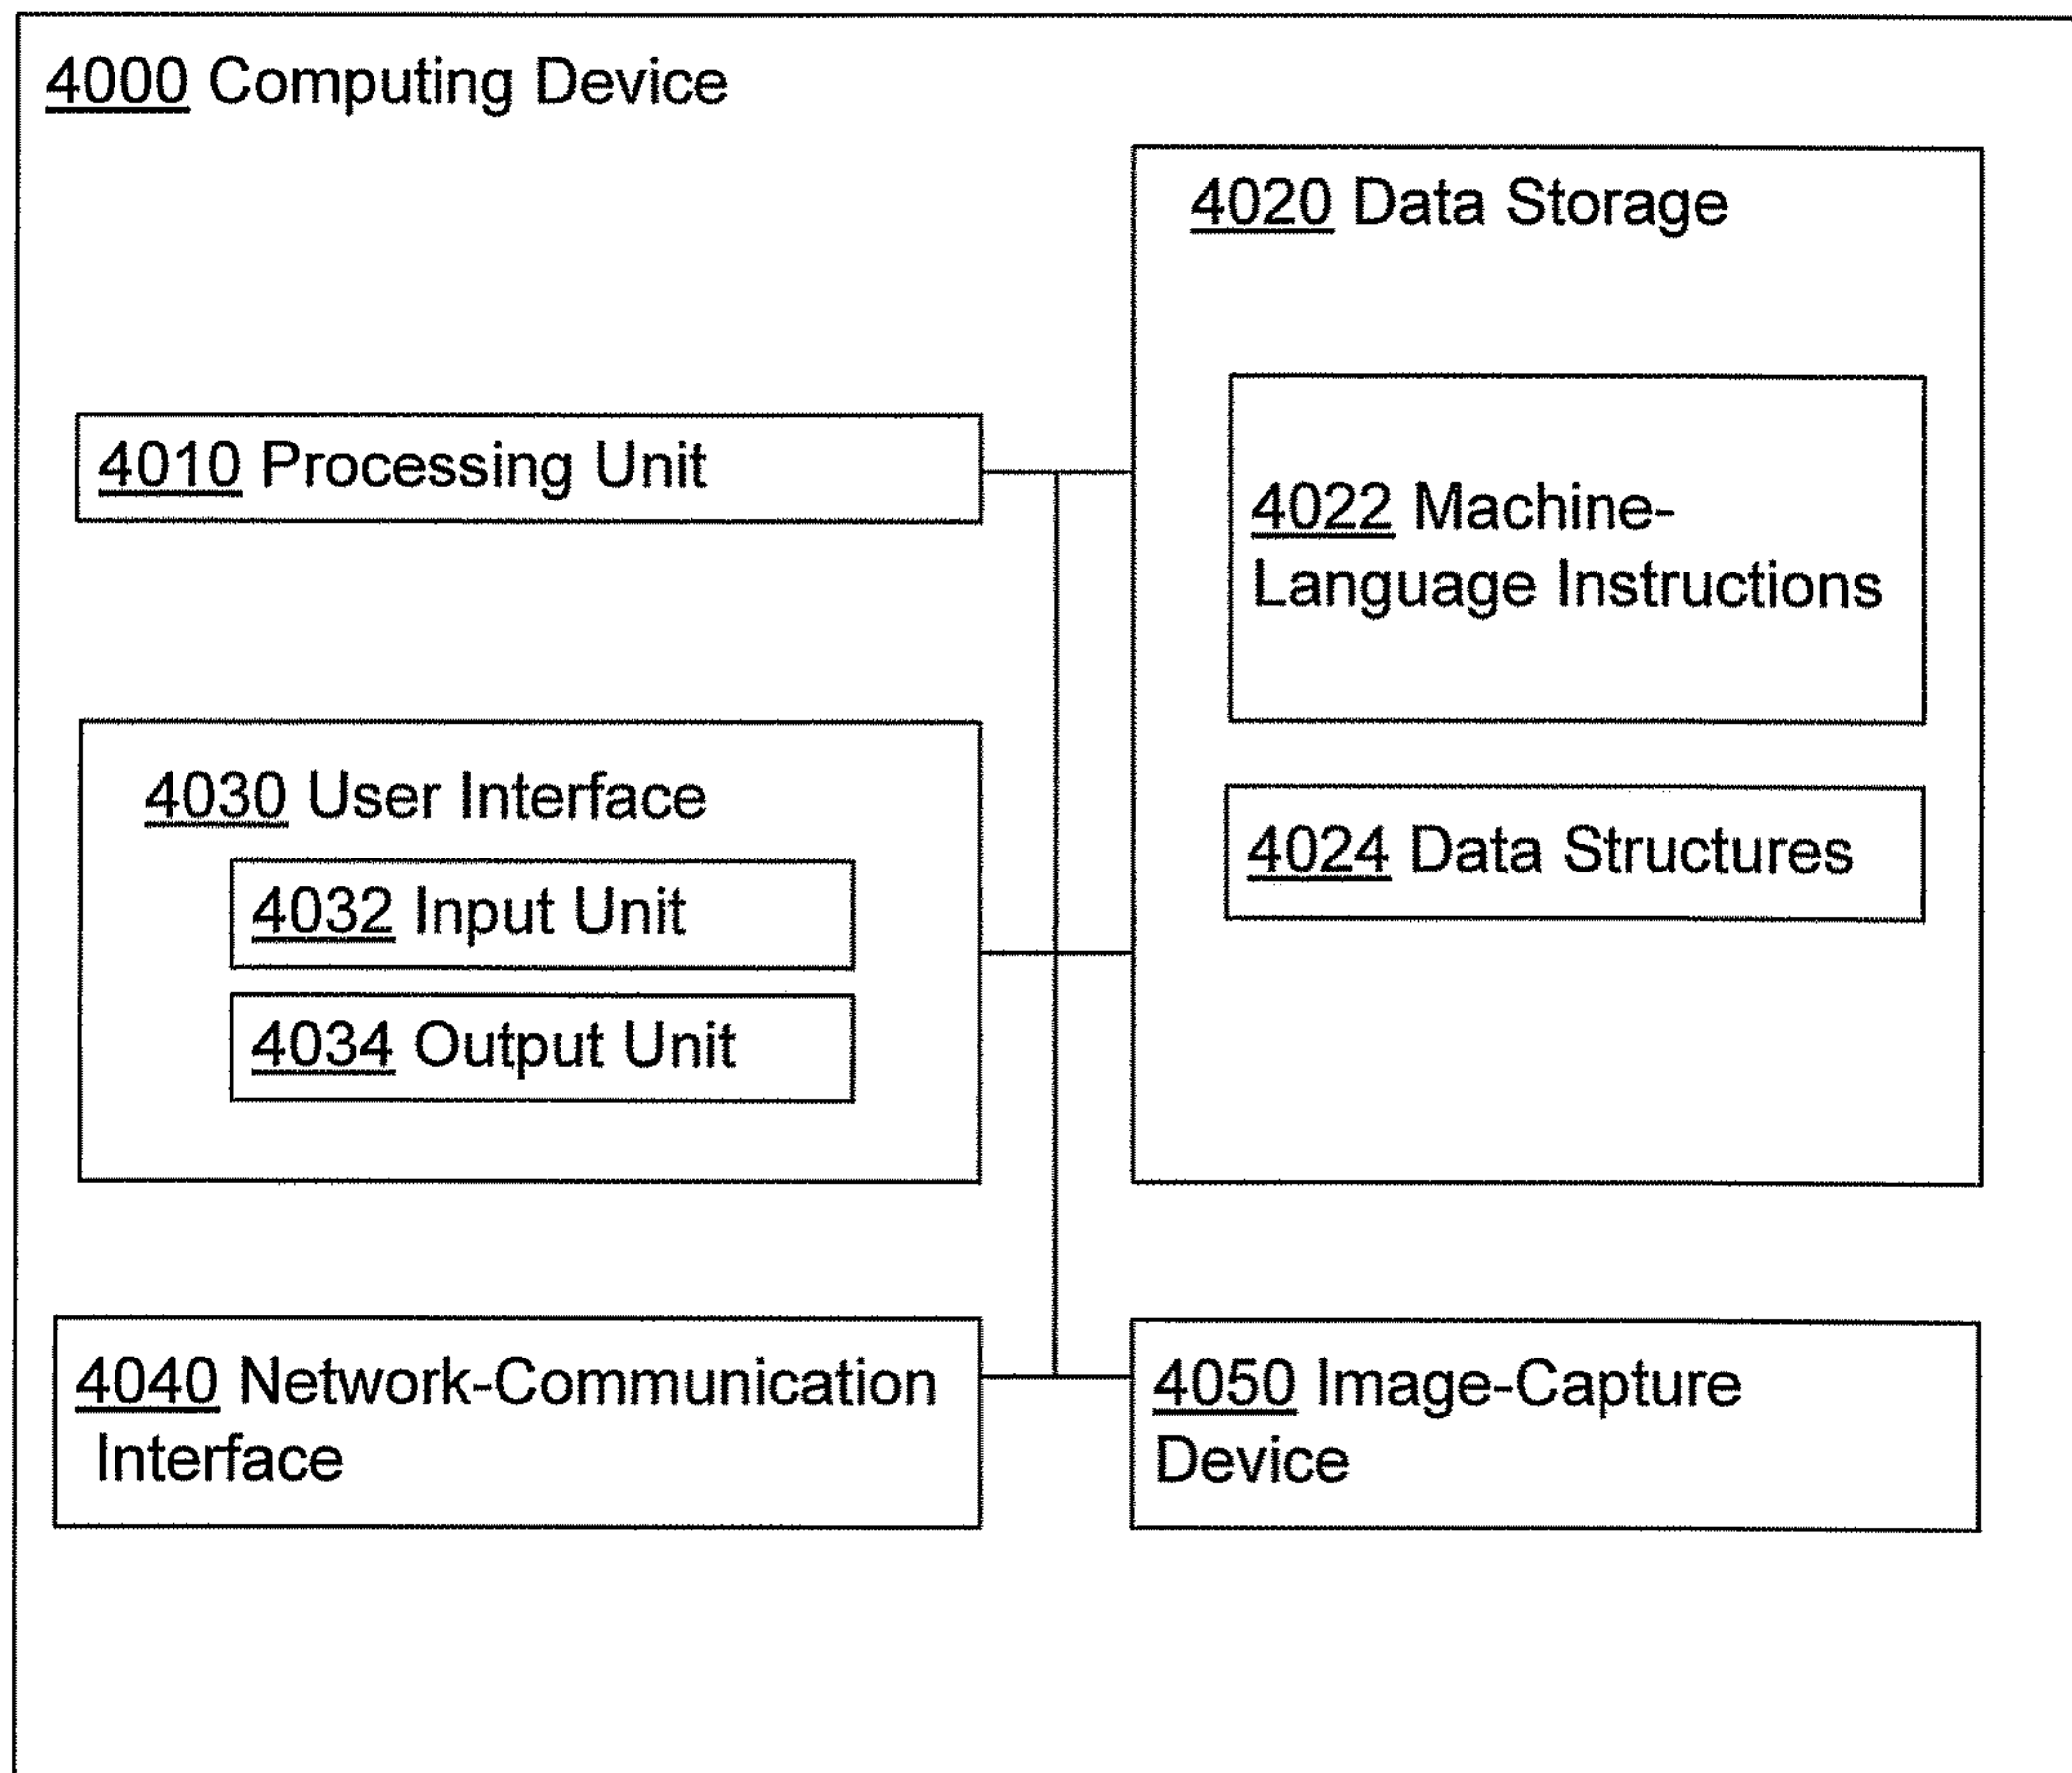 4000 Computing Device
4020 Data Storage
4010 Processing Unit
4022 Machine-
Language Instructions
4030 User Interface
4024 Data Structures
4032 Input Unit
4034 Output Unit
4040 Network-Communication
Interface
4050 Image-Capture
Device